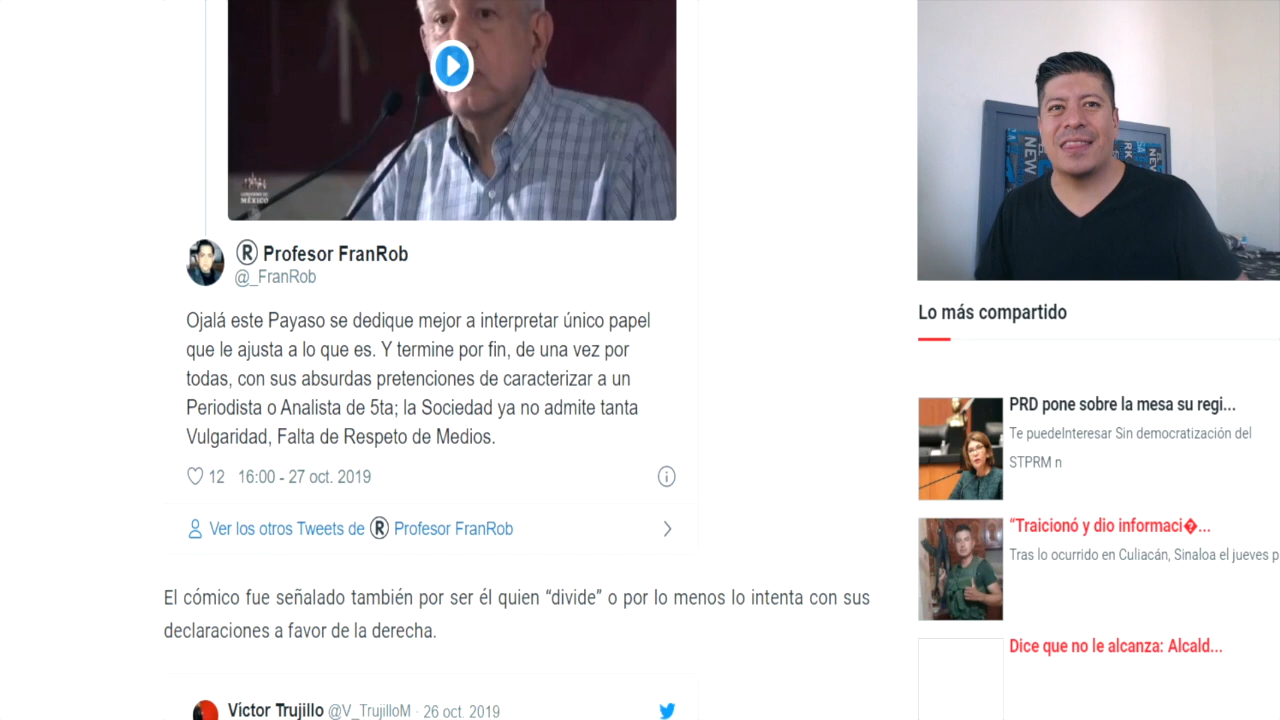 GOBIERNO DE
MÉXICO
® Profesor FranRob
@_FranRob
Ojalá este Payaso se dedique mejor a interpretar único papel
que le ajusta a lo que es. Y termine por fin, de una vez por
todas, con sus absurdas pretenciones de caracterizar a un
Periodista o Analista de 5ta; la Sociedad ya no admite tanta
Vulgaridad, Falta de Respeto de Medios.
12 16:00 - 27 oct. 2019
Ver los otros Tweets de ® Profesor FranRob
El cómico fue señalado también por ser él quien “divide” o por lo menos lo intenta con sus
declaraciones a favor de la derecha.
Víctor Trujillo @V_TrujilloM · 26 oct. 2019
NEW
NEW
Lo más compartido
PRD pone sobre la mesa su regi...
Te puedeInteresar Sin democratización del
STPRM n
“Traicionó y dio informaci�...
Tras lo ocurrido en Culiacán, Sinaloa el jueves p
Dice que no le alcanza: Alcald...